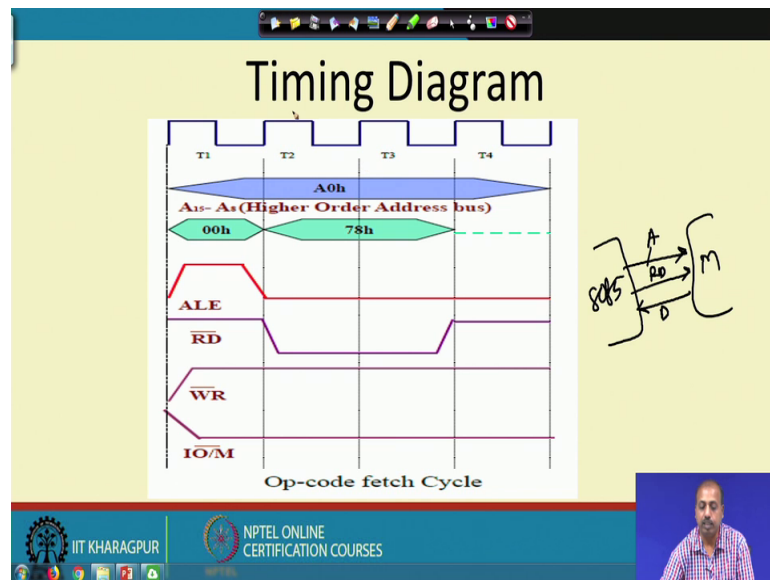 Timing Diagram
T1 T2 T3 T4
A0h
A15- A8(Higher Order Address bus)
00h 78h
ALE
RD
WR
IO/M
Op-code fetch Cycle
8085 A RD D M
IIT KHARAGPUR
NPTEL ONLINE
CERTIFICATION COURSES